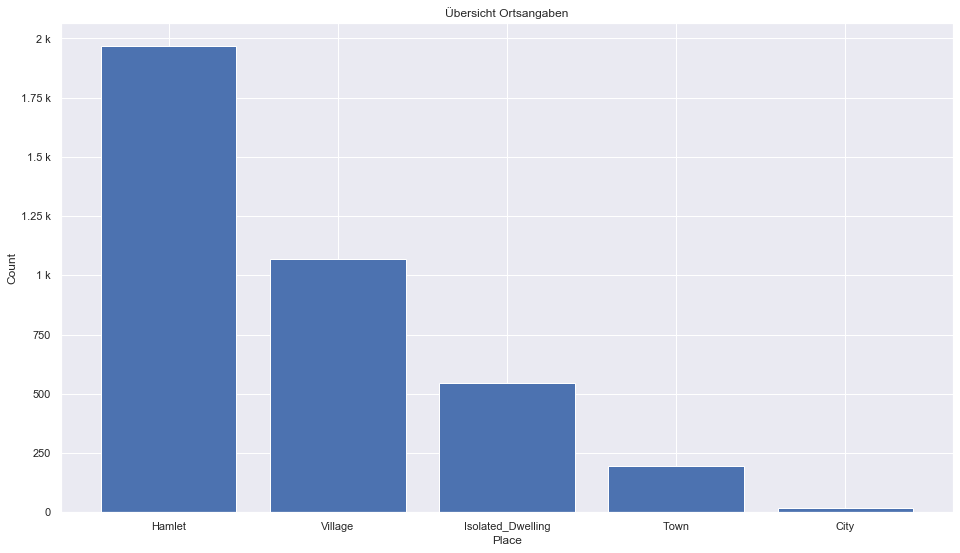 Übersicht Ortsangaben
2 k
1.75 k
1.5 k
1.25 k
1 k
750
500
250
0
Count
Hamlet Village Isolated_Dwelling Town City
Place